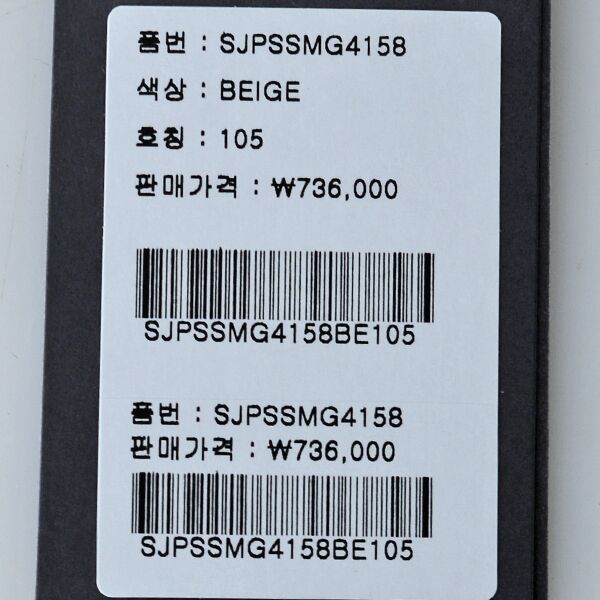 품번 : SJPSSMG4158
색상 : BEIGE
호칭 : 105
판매가격 : ₩736,000
SJPSSMG4158BE105
품번 : SJPSSMG4158
판매가격 : ₩736,000
SJPSSMG4158BE105